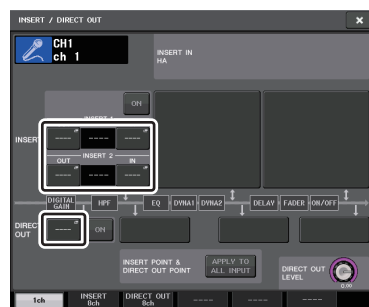 INSERT / DIRECT OUT
CH1
ch 1
INSERT IN
HA
INSERT 1
ON
INSERT
---- ---- ----
OUT INSERT 2 IN
---- ---- ----
DIGITAL GAIN HPF EQ DYNA1 DYNA2 DELAY FADER ON/OFF
DIRECT OUT
---- ON
INSERT POINT &
DIRECT OUT POINT
APPLY TO
ALL INPUT
DIRECT OUT
LEVEL
0.00
1ch
INSERT
0ch
DIRECT OUT
0ch
---- ---- ----